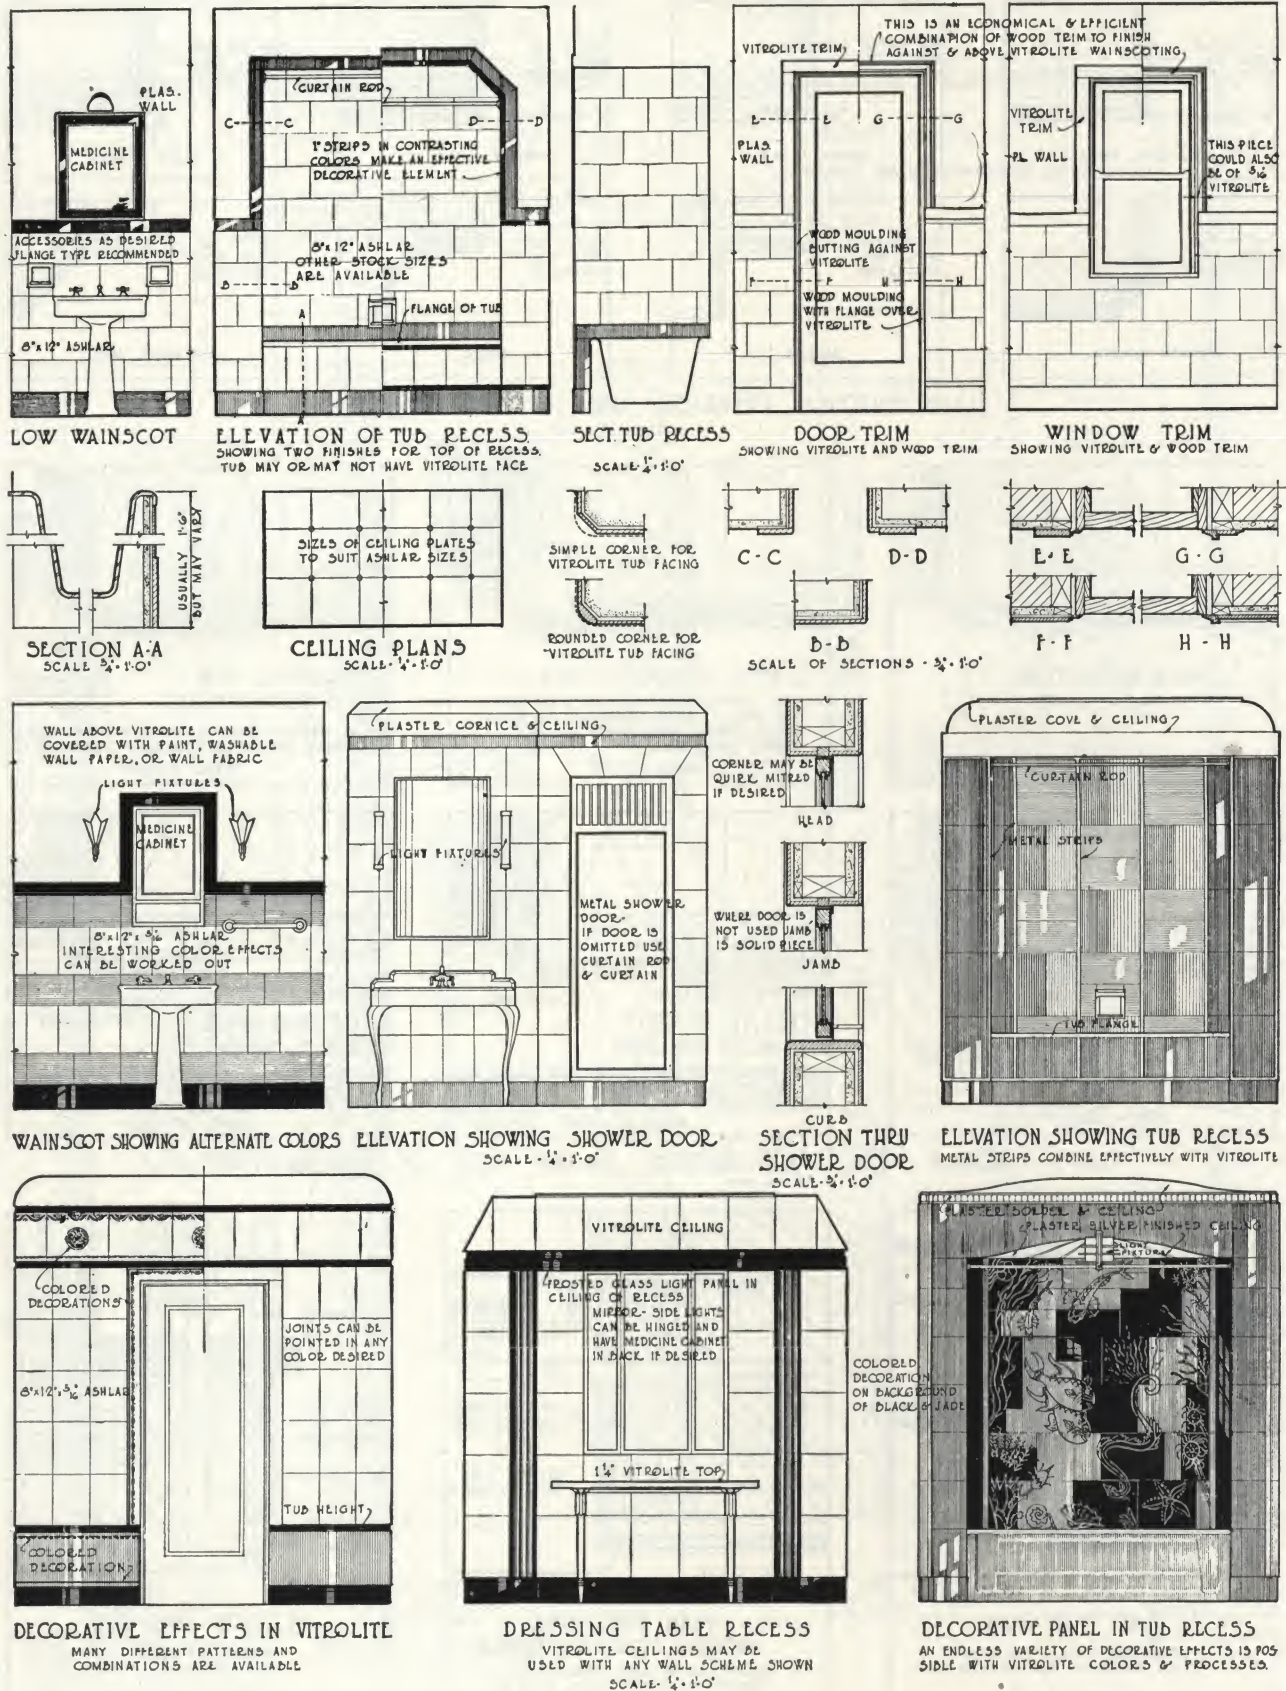 PLAS.
WALL
MEDICINE
CABINET
ACCESSORIES AS DESIRED
FLANGE TYPE RECOMMENDED
8"x12" ASHLAR
LOW WAINSCOT
CURTAIN ROD
C C
D D
1" STRIPS IN CONTRASTING
COLORS MAKE AN EFFECTIVE
DECORATIVE ELEMENT
8"x12" ASHLAR
OTHER STOCK SIZES
ARE AVAILABLE
B B
A
FLANGE OF TUB
A
ELEVATION OF TUB RECESS.
SHOWING TWO FINISHES FOR TOP OF RECESS.
TUB MAY OR MAY NOT HAVE VITROLITE FACE
SECT. TUB RECESS
SCALE-¼"=1'-0"
VITROLITE TRIM
THIS IS AN ECONOMICAL & EFFICIENT
COMBINATION OF WOOD TRIM TO FINISH
AGAINST & ABOVE VITROLITE WAINSCOTING
E E
G G
PLAS.
WALL
WOOD MOULDING
BUTTING AGAINST
VITROLITE
F F
H H
WOOD MOULDING
WITH FLANGE OVER
VITROLITE
DOOR TRIM
SHOWING VITROLITE AND WOOD TRIM
VITROLITE
TRIM
PL. WALL
THIS PIECE
COULD ALSO
BE OF 5/16"
VITROLITE
WINDOW TRIM
SHOWING VITROLITE & WOOD TRIM
USUALLY 1'-6"
BUT MAY VARY
SECTION A-A
SCALE ¾"=1'-0"
SIZES OF CEILING PLATES
TO SUIT ASHLAR SIZES
CEILING PLANS
SCALE-¼"=1'-0"
SIMPLE CORNER FOR
VITROLITE TUB FACING
ROUNDED CORNER FOR
VITROLITE TUB FACING
C-C
D-D
B-B
E-E
G-G
F-F
H-H
SCALE OF SECTIONS-¾"=1'-0"
WALL ABOVE VITROLITE CAN BE
COVERED WITH PAINT, WASHABLE
WALL PAPER, OR WALL FABRIC
LIGHT FIXTURES
MEDICINE
CABINET
8"x12"x5/16" ASHLAR
INTERESTING COLOR EFFECTS
CAN BE WORKED OUT
WAINSCOT SHOWING ALTERNATE COLORS
PLASTER CORNICE & CEILING
LIGHT FIXTURES
METAL SHOWER
DOOR-
IF DOOR IS
OMITTED USE
CURTAIN ROD
& CURTAIN
ELEVATION SHOWING SHOWER DOOR
SCALE-¼"=1'-0"
CORNER MAY BE
QUIRK MITRED
IF DESIRED
HEAD
WHERE DOOR IS
NOT USED JAMB
IS SOLID PIECE
JAMB
CURB
SECTION THRU
SHOWER DOOR
SCALE-¾"=1'-0"
PLASTER COVE & CEILING
CURTAIN ROD
METAL STRIPS
TUB FLANGE
ELEVATION SHOWING TUB RECESS
METAL STRIPS COMBINE EFFECTIVELY WITH VITROLITE
COLORED
DECORATIONS
JOINTS CAN BE
POINTED IN ANY
COLOR DESIRED
8"x12"x5/16" ASHLAR
TUB HEIGHT
COLORED
DECORATION
DECORATIVE EFFECTS IN VITROLITE
MANY DIFFERENT PATTERNS AND
COMBINATIONS ARE AVAILABLE
VITROLITE CEILING
FROSTED GLASS LIGHT PANEL IN
CEILING OF RECESS
MIRROR- SIDE LIGHTS
CAN BE HINGED AND
HAVE MEDICINE CABINET
IN BACK IF DESIRED
1¼" VITROLITE TOP
DRESSING TABLE RECESS
VITROLITE CEILINGS MAY BE
USED WITH ANY WALL SCHEME SHOWN
SCALE-¼"=1'-0"
PLASTER BOLDER & CEILING
PLASTER, SILVER FINISHED CEILING
LIGHT
FIXTURE
COLORED
DECORATION
ON BACKGROUND
OF BLACK & JADE
DECORATIVE PANEL IN TUB RECESS
AN ENDLESS VARIETY OF DECORATIVE EFFECTS IS POS-
SIBLE WITH VITROLITE COLORS & PROCESSES.